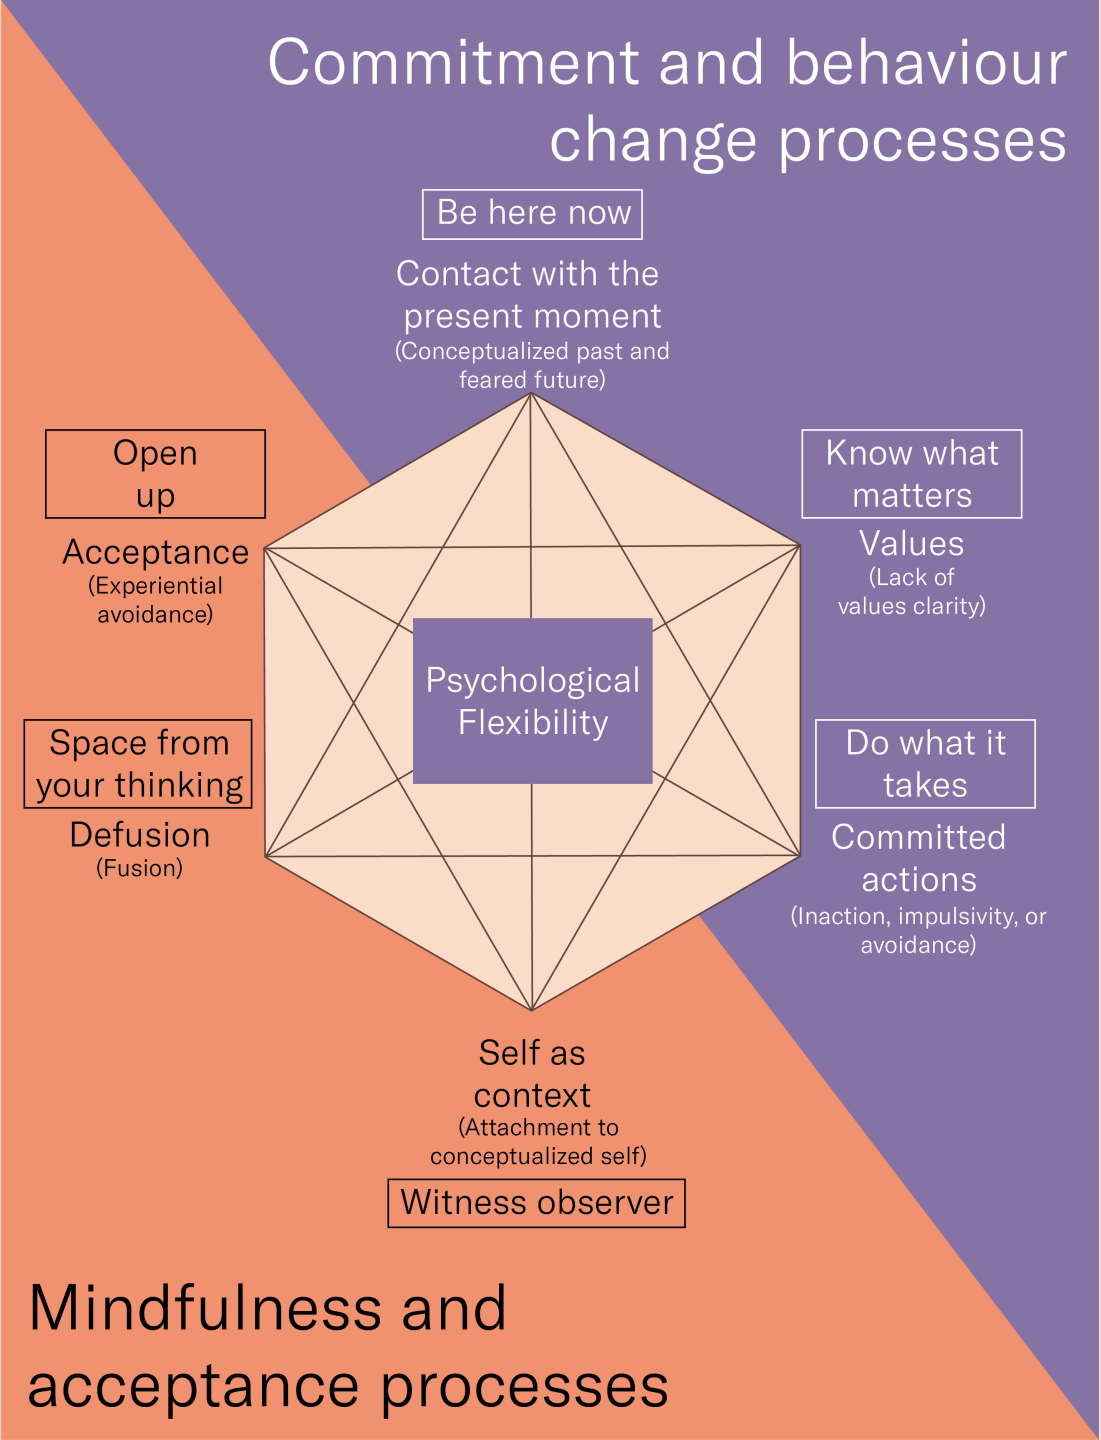 Commitment and behaviour
change processes
Be here now
Contact with the
present moment
(Conceptualized past and
feared future)
Open
up
Acceptance
(Experiential
avoidance)
Know what
matters
Values
(Lack of
values clarity)
Psychological
Flexibility
Space from
your thinking
Defusion
(Fusion)
Do what it
takes
Committed
actions
(Inaction, impulsivity, or
avoidance)
Self as
context
(Attachment to
conceptualized self)
Witness observer
Mindfulness and
acceptance processes